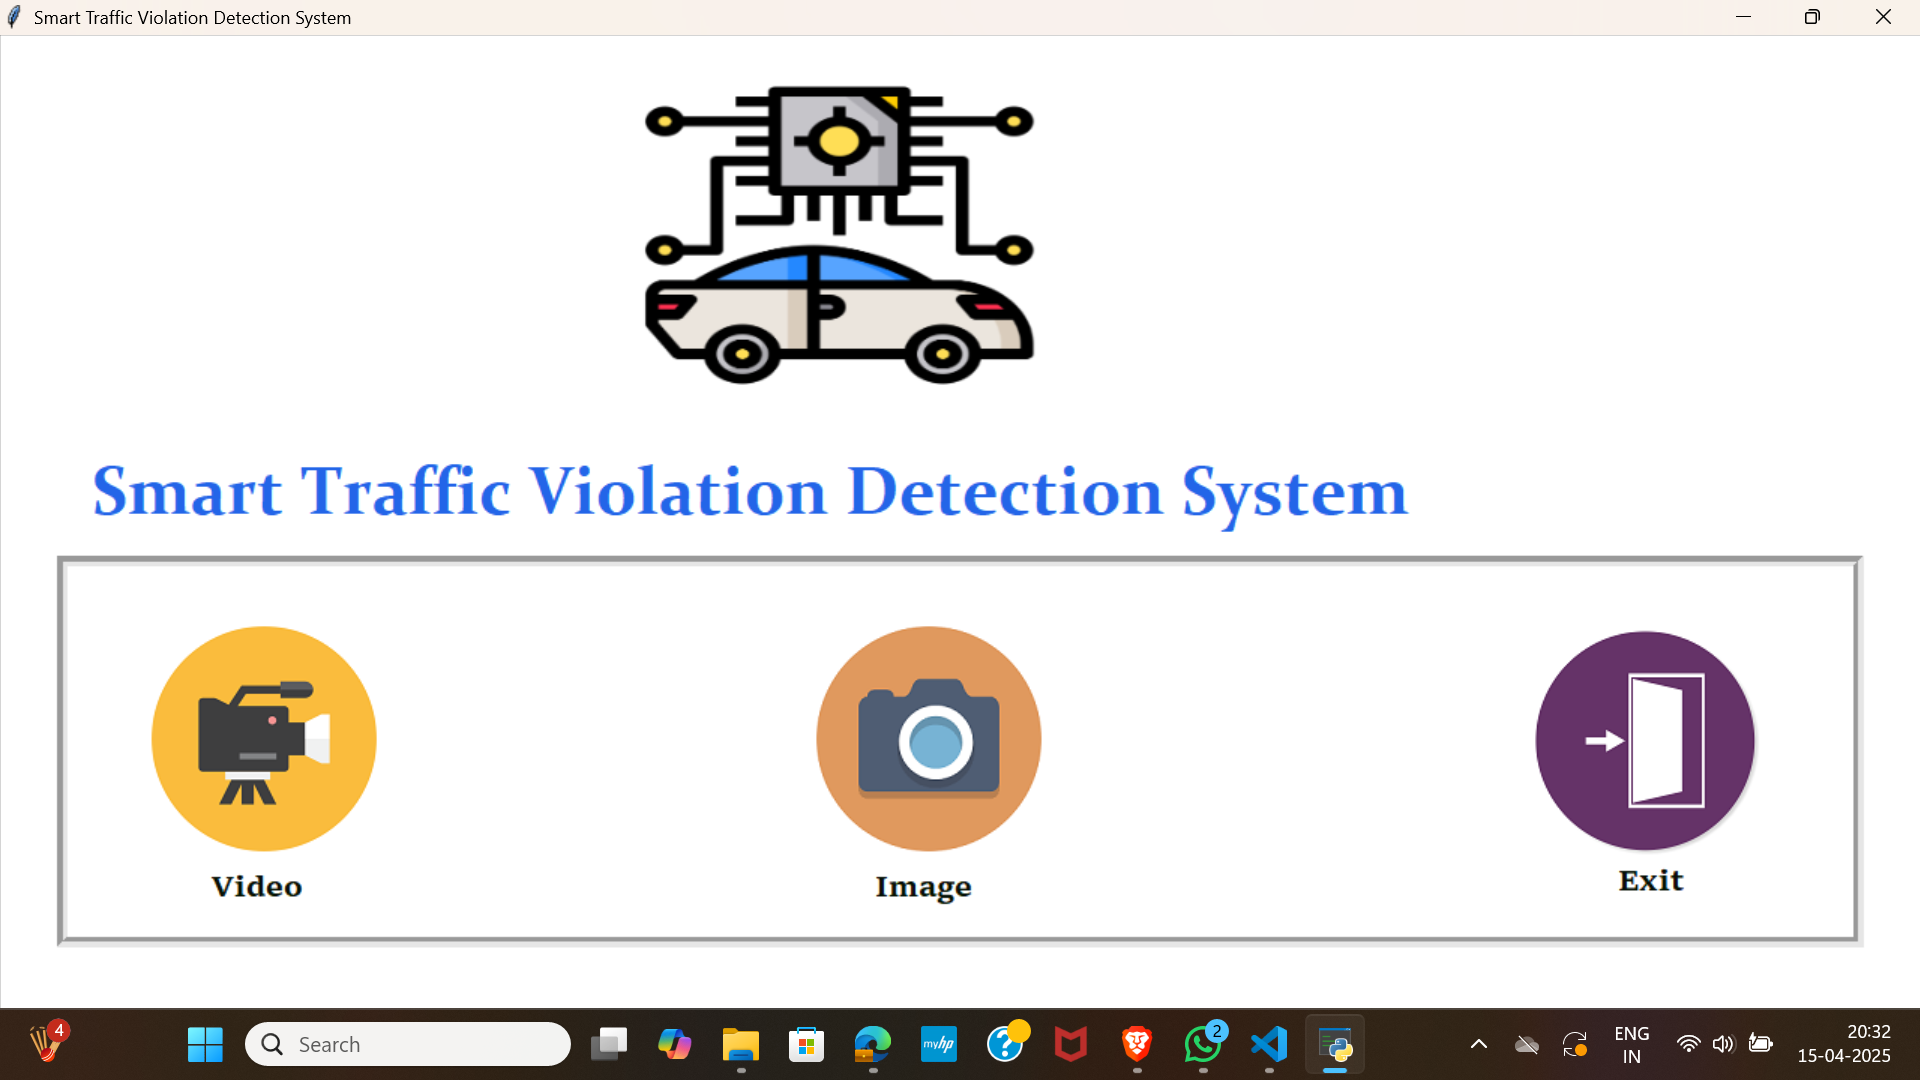 Smart Traffic Violation Detection System
Smart Traffic Violation Detection System
Video
Image
Exit
4
Search
myhp
?
2
ENG
IN
20:32
15-04-2025